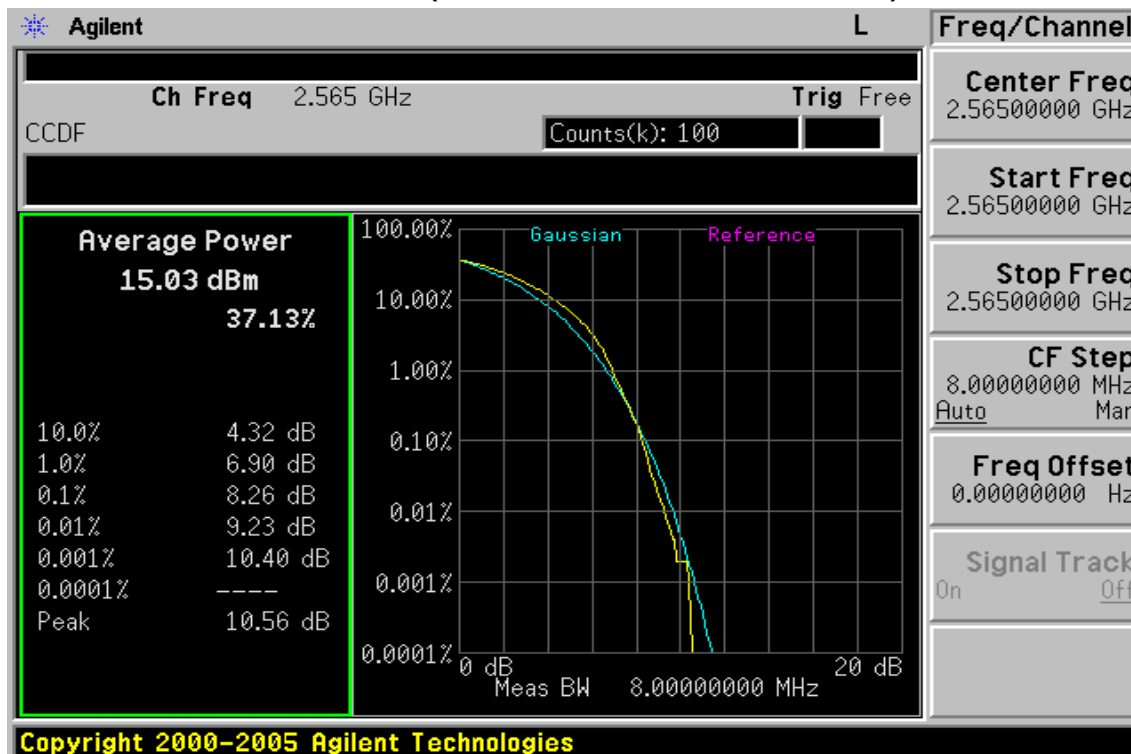 Agilent L Freq/Channel
Ch Freq 2.565 GHz Trig Free
CCDF Counts(k): 100
Center Freq
2.56500000 GHz
Start Freq
2.56500000 GHz
Stop Freq
2.56500000 GHz
CF Step
8.00000000 MHz
Auto Man
Freq Offset
0.00000000 Hz
Signal Track
On Off
Average Power
15.03 dBm
37.13%
10.0% 4.32 dB
1.0% 6.90 dB
0.1% 8.26 dB
0.01% 9.23 dB
0.001% 10.40 dB
0.0001% ----
Peak 10.56 dB
Gaussian Reference
100.00%
10.00%
1.00%
0.10%
0.01%
0.001%
0.0001%
0 dB 20 dB
Meas BW 8.00000000 MHz
Copyright 2000-2005 Agilent Technologies